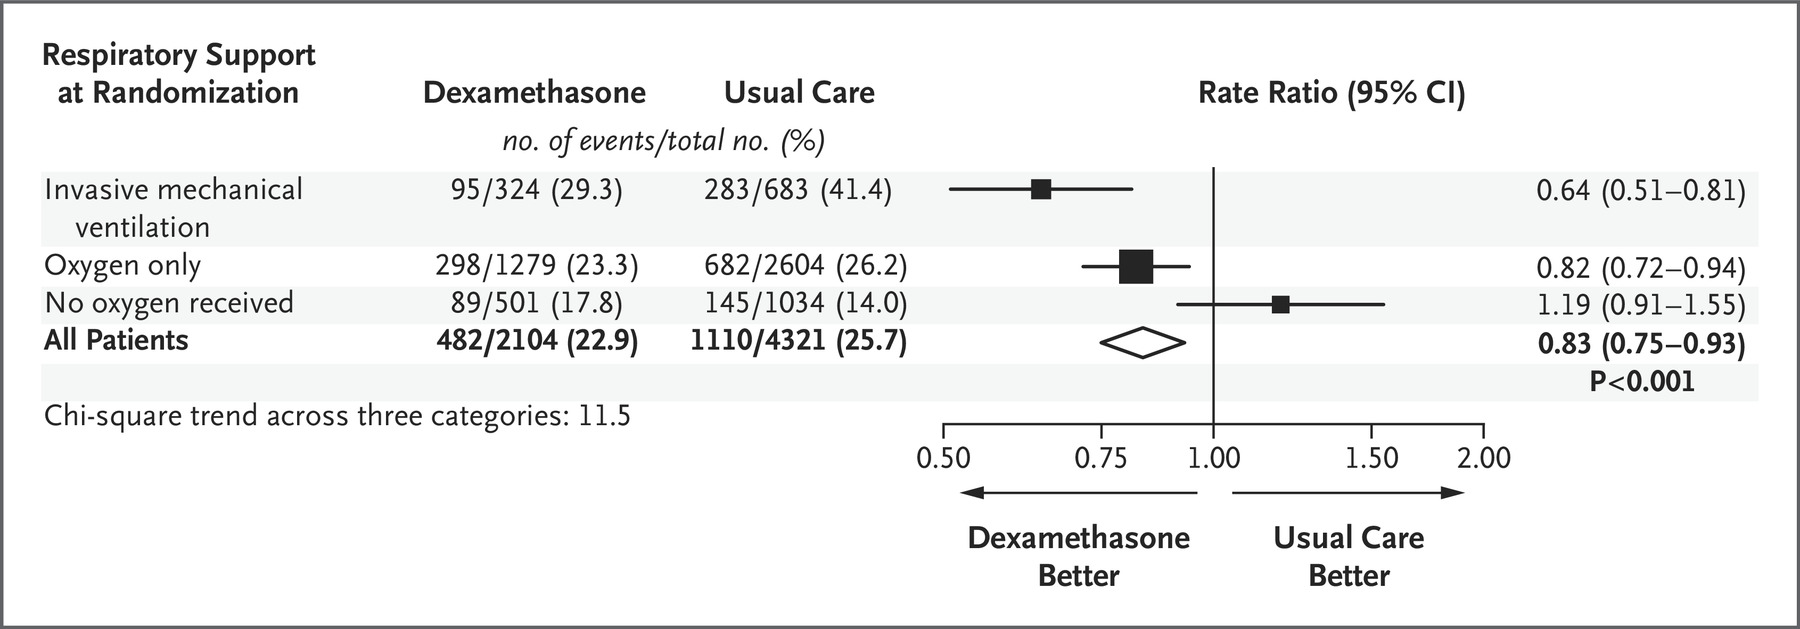 Respiratory Support
at Randomization
Dexamethasone
Usual Care
Rate Ratio (95% CI)
no. of events/total no. (%)
Invasive mechanical
ventilation
95/324 (29.3)
283/683 (41.4)
0.64 (0.51–0.81)
Oxygen only
298/1279 (23.3)
682/2604 (26.2)
0.82 (0.72–0.94)
No oxygen received
89/501 (17.8)
145/1034 (14.0)
1.19 (0.91–1.55)
All Patients
482/2104 (22.9)
1110/4321 (25.7)
0.83 (0.75–0.93)
P<0.001
Chi-square trend across three categories: 11.5
0.50 0.75 1.00 1.50 2.00
Dexamethasone
Better
Usual Care
Better